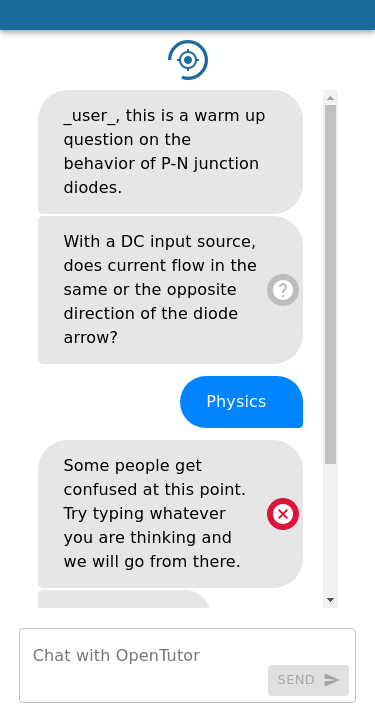 _user_, this is a warm up
question on the
behavior of P-N junction
diodes.
With a DC input source,
does current flow in the
same or the opposite
direction of the diode
arrow?
Physics
Some people get
confused at this point.
Try typing whatever
you are thinking and
we will go from there.
Chat with OpenTutor
SEND